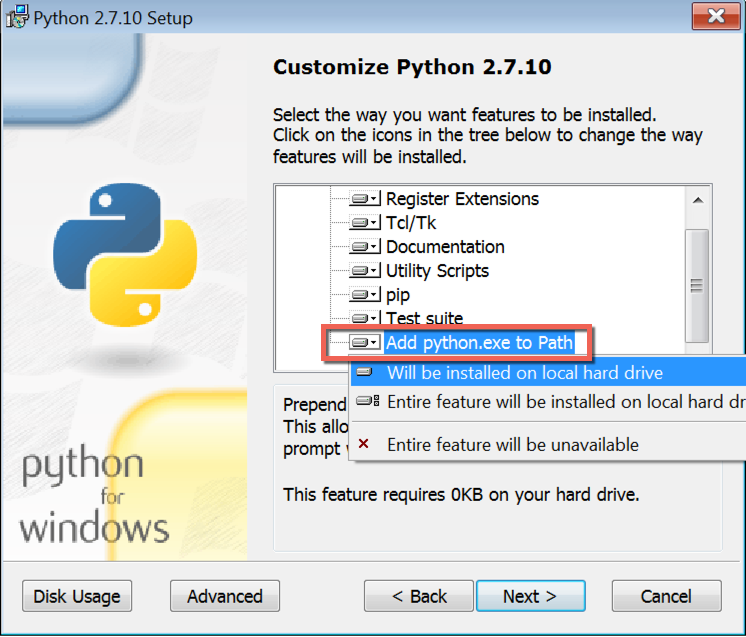 Python 2.7.10 Setup
Customize Python 2.7.10
Select the way you want features to be installed.
Click on the icons in the tree below to change the way
features will be installed.
Register Extensions
Tcl/Tk
Documentation
Utility Scripts
pip
Test suite
Add python.exe to Path
Will be installed on local hard drive
Entire feature will be installed on local hard
Entire feature will be unavailable
Prepend
This
prompt
This feature requires 0KB on your hard drive.
python
for
windows
Disk Usage
Advanced
< Back
Next >
Cancel